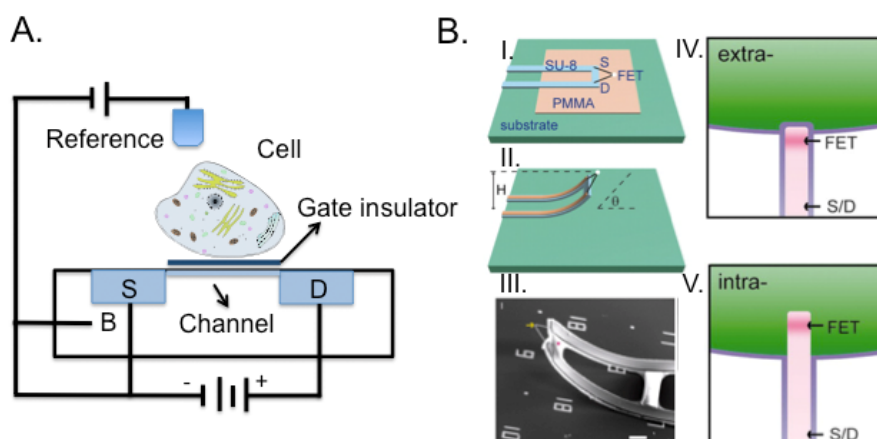 A.
Reference
Cell
Gate insulator
S
D
B
Channel
-
+
B.
I.
SU-8
S
FET
D
PMMA
substrate
II.
H
θ
III.
IV.
extra-
FET
S/D
V.
intra-
FET
S/D